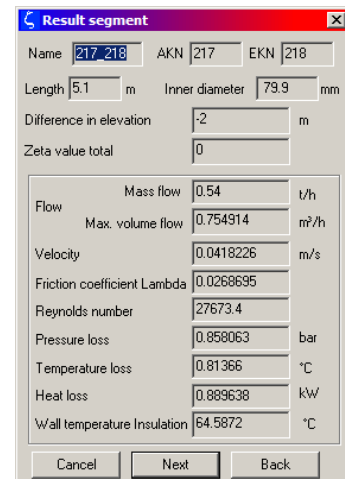 Result segment
Name 217_218 AKN 217 EKN 218
Length 5.1 m Inner diameter 79.9 mm
Difference in elevation -2 m
Zeta value total 0
Flow
Mass flow 0.54 t/h
Max. volume flow 0.754914 m³/h
Velocity 0.0418226 m/s
Friction coefficient Lambda 0.0268695
Reynolds number 27673.4
Pressure loss 0.858063 bar
Temperature loss 0.81366 °C
Heat loss 0.889638 kW
Wall temperature Insulation 64.5872 °C
Cancel Next Back